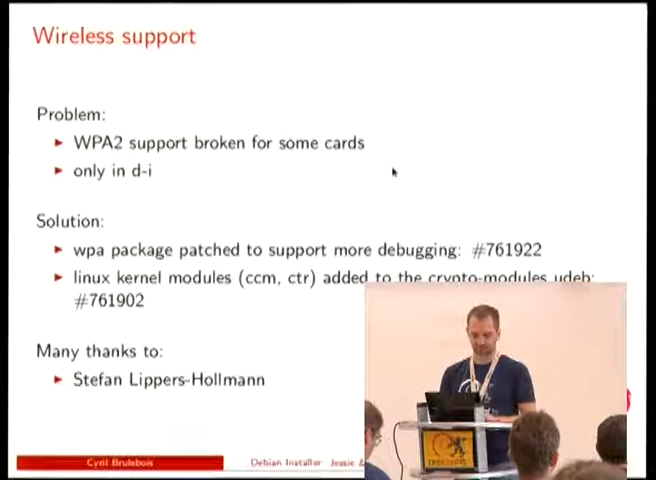 Wireless support
Problem:
WPA2 support broken for some cards
only in d-i
Solution:
wpa package patched to support more debugging: #761922
linux kernel modules (ccm, ctr) added to the crypto-modules udeb:
#761902
Many thanks to:
Stefan Lippers-Hollmann
Cyril Brulebois
Debian Installer Jessie &